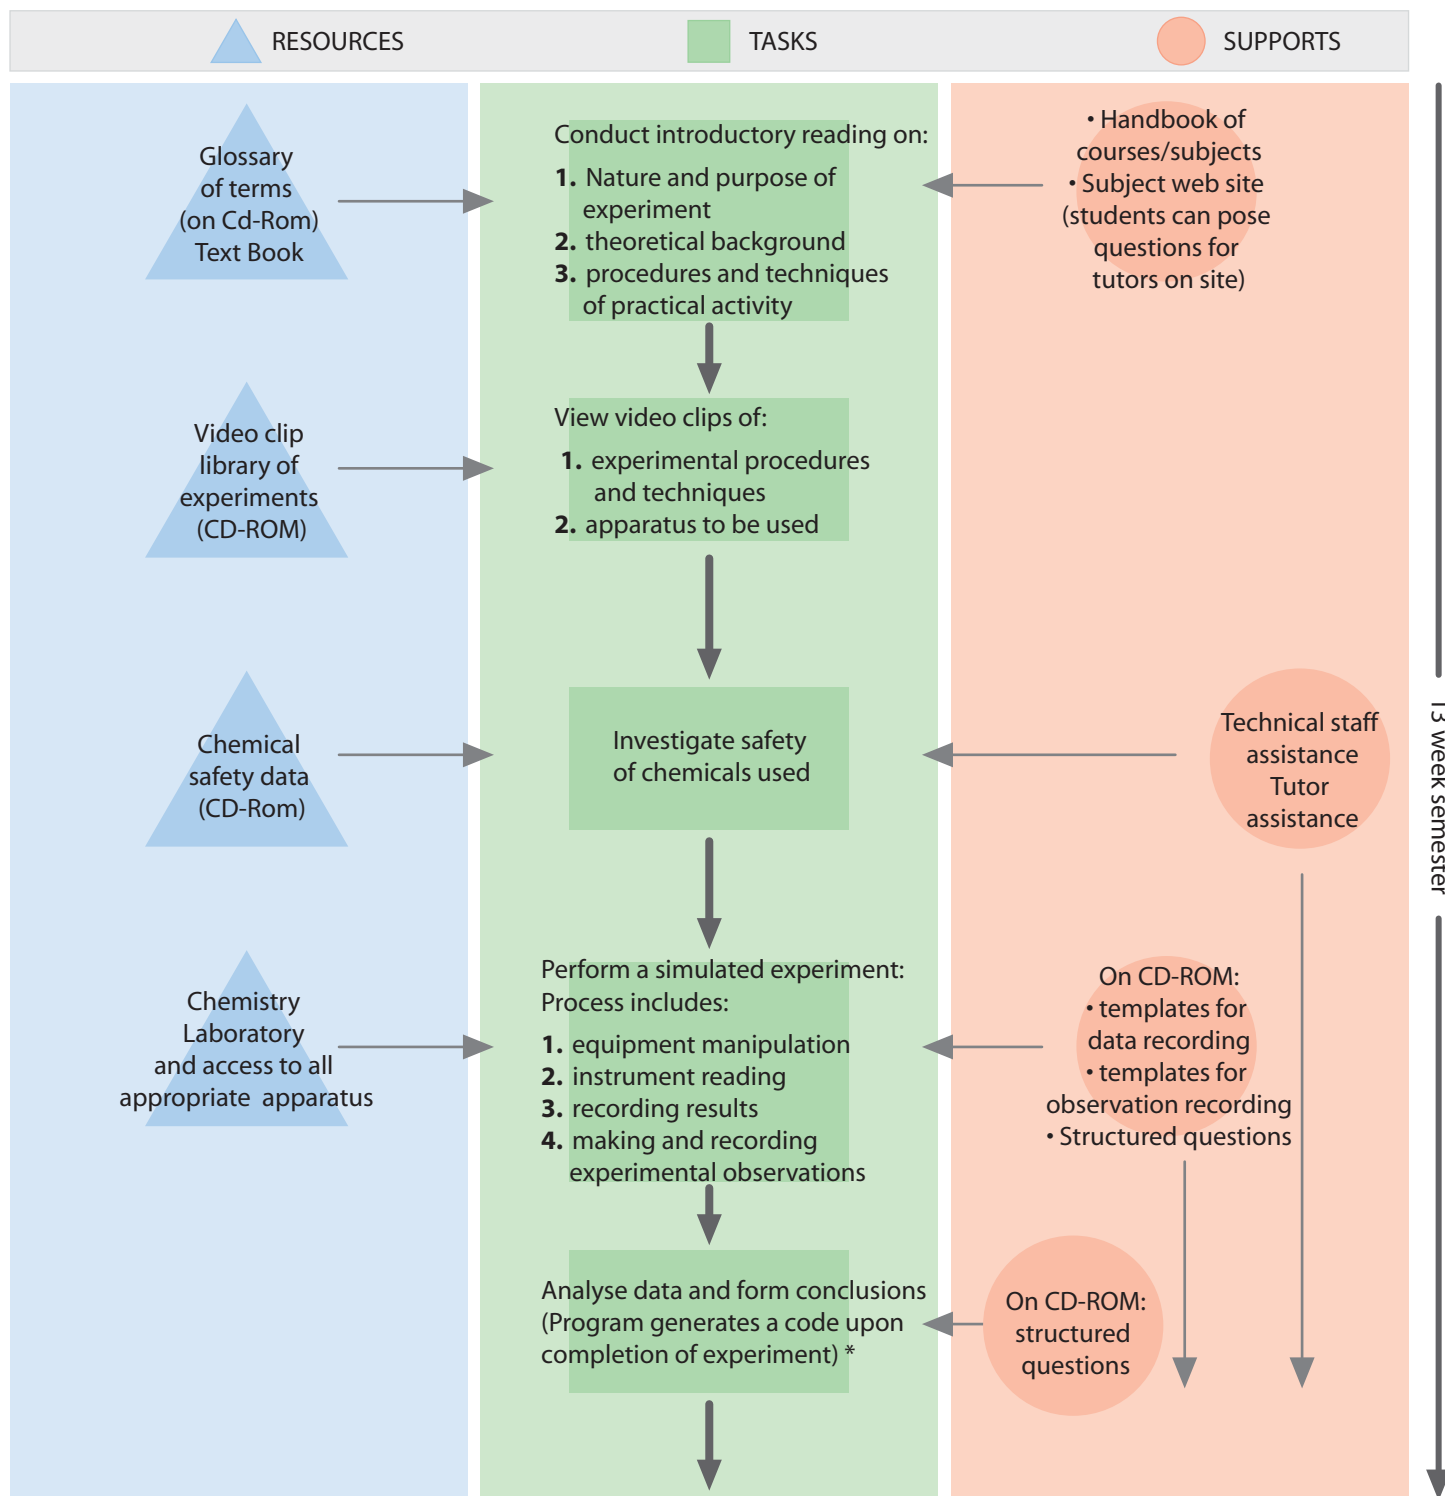 RESOURCES
TASKS
SUPPORTS
Glossary
of terms
(on Cd-Rom)
Text Book
Conduct introductory reading on:
1. Nature and purpose of
experiment
2. theoretical background
3. procedures and techniques
of practical activity
• Handbook of
courses/subjects
• Subject web site
(students can pose
questions for
tutors on site)
Video clip
library of
experiments
(CD-ROM)
View video clips of:
1. experimental procedures
and techniques
2. apparatus to be used
Chemical
safety data
(CD-Rom)
Investigate safety
of chemicals used
Technical staff
assistance
Tutor
assistance
13 week semester
Chemistry
Laboratory
and access to all
appropriate apparatus
Perform a simulated experiment:
Process includes:
1. equipment manipulation
2. instrument reading
3. recording results
4. making and recording
experimental observations
On CD-ROM:
• templates for
data recording
• templates for
observation recording
• Structured questions
Analyse data and form conclusions
(Program generates a code upon
completion of experiment) *
On CD-ROM:
structured
questions